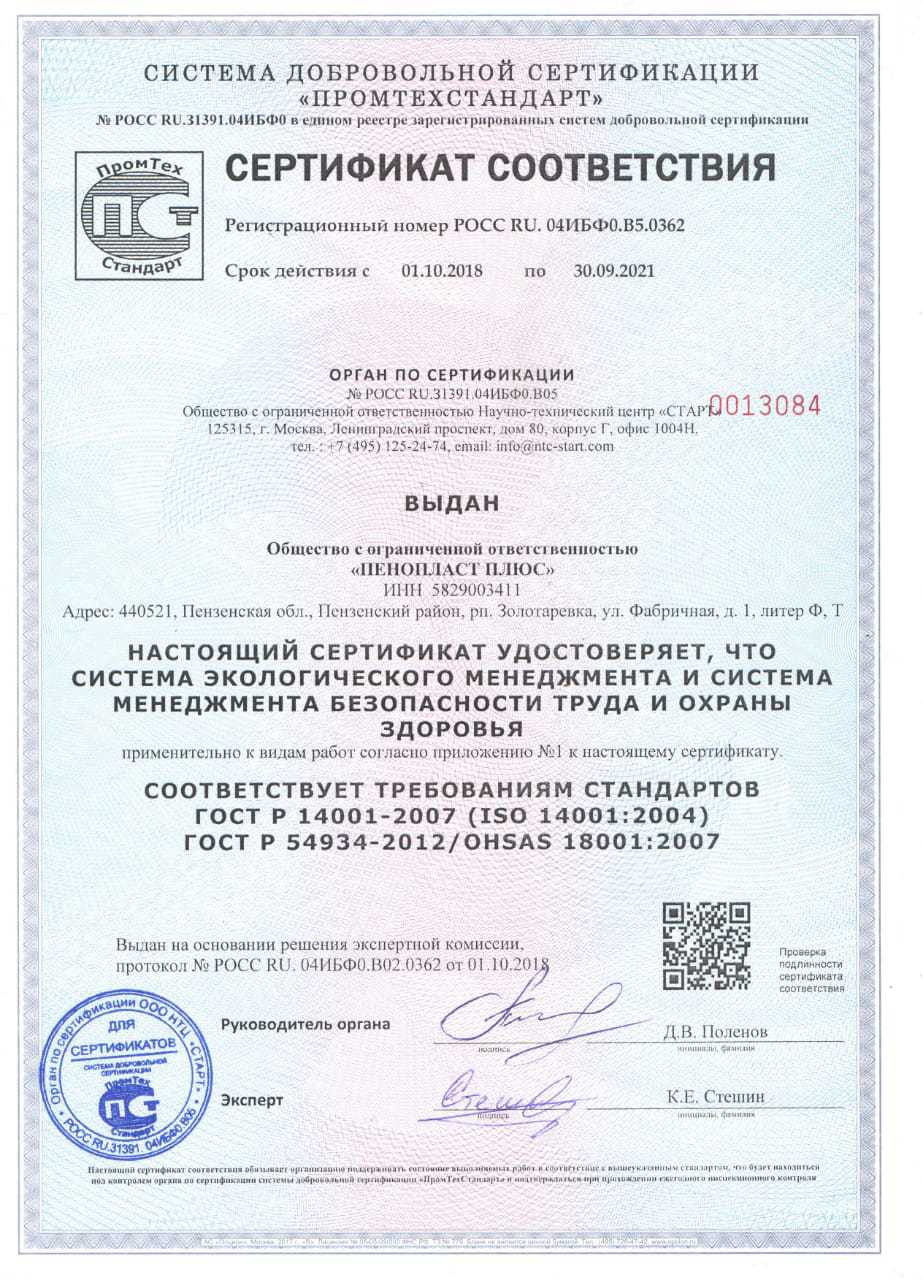 СИСТЕМА ДОБРОВОЛЬНОЙ СЕРТИФИКАЦИИ
«ПРОМТЕХСТАНДАРТ»
№ РОСС RU.31391.04ИБФ0 в едином реестре зарегистрированных систем добровольной сертификации
ПромТех
ПСт
Стандарт
СЕРТИФИКАТ СООТВЕТСТВИЯ
Регистрационный номер РОСС RU. 04ИБФ0.В5.0362
Срок действия с 01.10.2018 по 30.09.2021
ОРГАН ПО СЕРТИФИКАЦИИ
№ РОСС RU.31391.04ИБФ0.В05
Общество с ограниченной ответственностью Научно-технический центр «СТАРТ»
0013084
125315, г. Москва, Ленинградский проспект, дом 80, корпус Г, офис 1004Н,
тел. : +7 (495) 125-24-74, email: info@ntc-start.com
ВЫДАН
Общество с ограниченной ответственностью
«ПЕНОПЛАСТ ПЛЮС»
ИНН 5829003411
Адрес: 440521, Пензенская обл., Пензенский район, рп. Золотаревка, ул. Фабричная, д. 1, литер Ф, Т
НАСТОЯЩИЙ СЕРТИФИКАТ УДОСТОВЕРЯЕТ, ЧТО
СИСТЕМА ЭКОЛОГИЧЕСКОГО МЕНЕДЖМЕНТА И СИСТЕМА
МЕНЕДЖМЕНТА БЕЗОПАСНОСТИ ТРУДА И ОХРАНЫ
ЗДОРОВЬЯ
применительно к видам работ согласно приложению №1 к настоящему сертификату.
СООТВЕТСТВУЕТ ТРЕБОВАНИЯМ СТАНДАРТОВ
ГОСТ Р 14001-2007 (ISO 14001:2004)
ГОСТ Р 54934-2012/OHSAS 18001:2007
Выдан на основании решения экспертной комиссии,
протокол № РОСС RU. 04ИБФ0.В02.0362 от 01.10.2018
Проверка
подлинности
сертификата
соответствия
Руководитель органа
подпись
Д.В. Поленов
инициалы, фамилия
Эксперт
Стешин
подпись
К.Е. Стешин
инициалы, фамилия
Орган по сертификации ООО НТЦ «СТАРТ»
ДЛЯ
СЕРТИФИКАТОВ
СИСТЕМА ДОБРОВОЛЬНОЙ
СЕРТИФИКАЦИИ
ПромТех
ПСт
Стандарт
РОСС RU.31391. 04ИБФ0.В05
Настоящий сертификат соответствия обязывает организацию поддерживать состояние выполняемых работ в соответствие с вышеуказанным стандартом, что будет находиться
под контролем органа по сертификации системы добровольной сертификации «ПромТехСтандарт» и подтверждаться при прохождении ежегодного инспекционного контроля